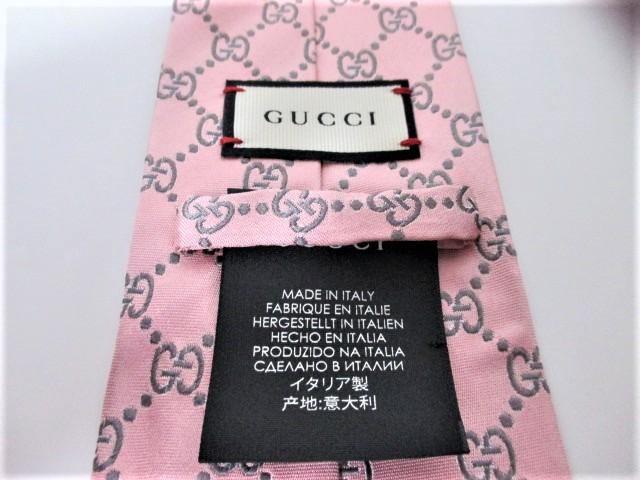 GUCCI
GUCCI
MADE IN ITALY
FABRIQUE EN ITALIE
HERGESTELLT IN ITALIEN
HECHO EN ITALIA
PRODUZIDO NA ITALIA
СДЕЛАНО В ИТАЛИИ
イタリア製
产地:意大利